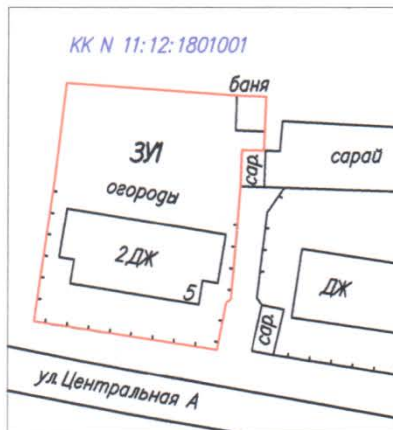 КК N 11:12:1801001
баня
ЗУ1
сар.
сарай
огороды
2ДЖ
5
ДЖ
сар.
ул. Центральная А